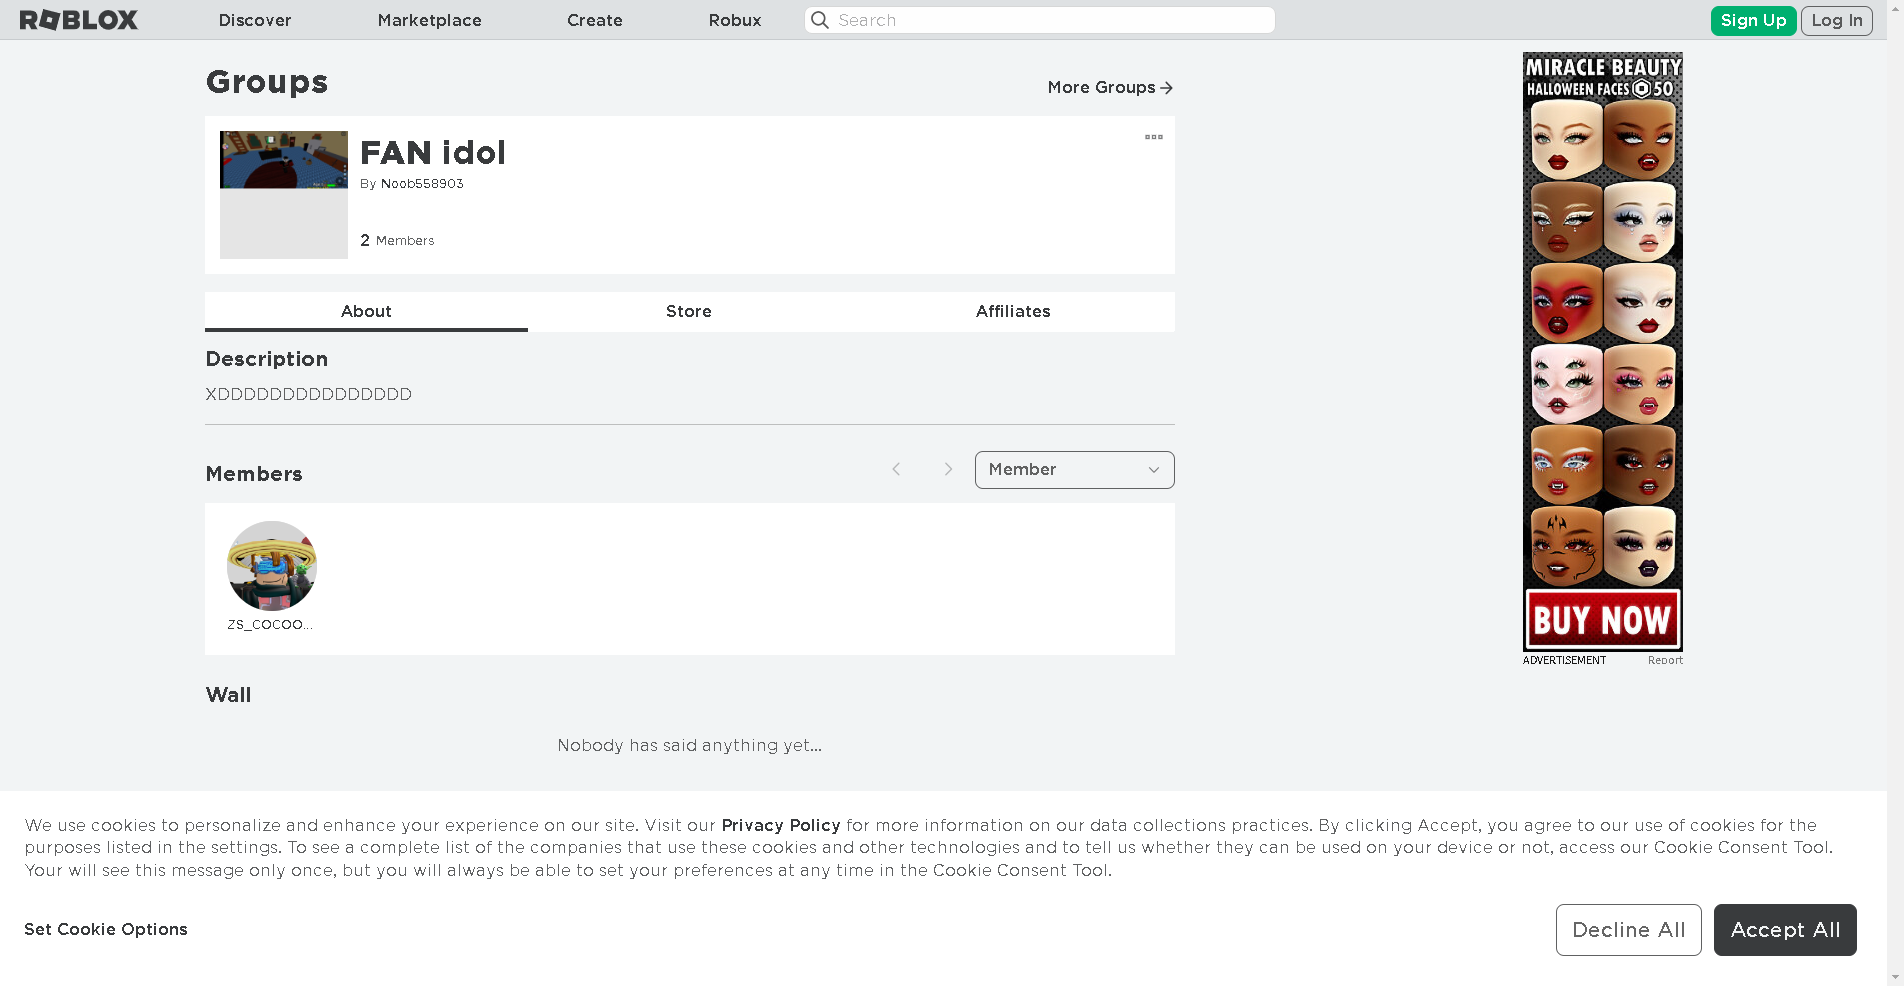 ROBLOX
Discover
Marketplace
Create
Robux
Search
Sign Up
Log In
Groups
More Groups
FAN idol
By Noob558903
2 Members
About
Store
Affiliates
Description
XDDDDDDDDDDDDDDD
Members
Member
ZS_COCOO...
Wall
Nobody has said anything yet...
MIRACLE BEAUTY
HALLOWEEN FACES 50
BUY NOW
ADVERTISEMENT
Report
We use cookies to personalize and enhance your experience on our site. Visit our Privacy Policy for more information on our data collections practices. By clicking Accept, you agree to our use of cookies for the
purposes listed in the settings. To see a complete list of the companies that use these cookies and other technologies and to tell us whether they can be used on your device or not, access our Cookie Consent Tool.
Your will see this message only once, but you will always be able to set your preferences at any time in the Cookie Consent Tool.
Set Cookie Options
Decline All
Accept All